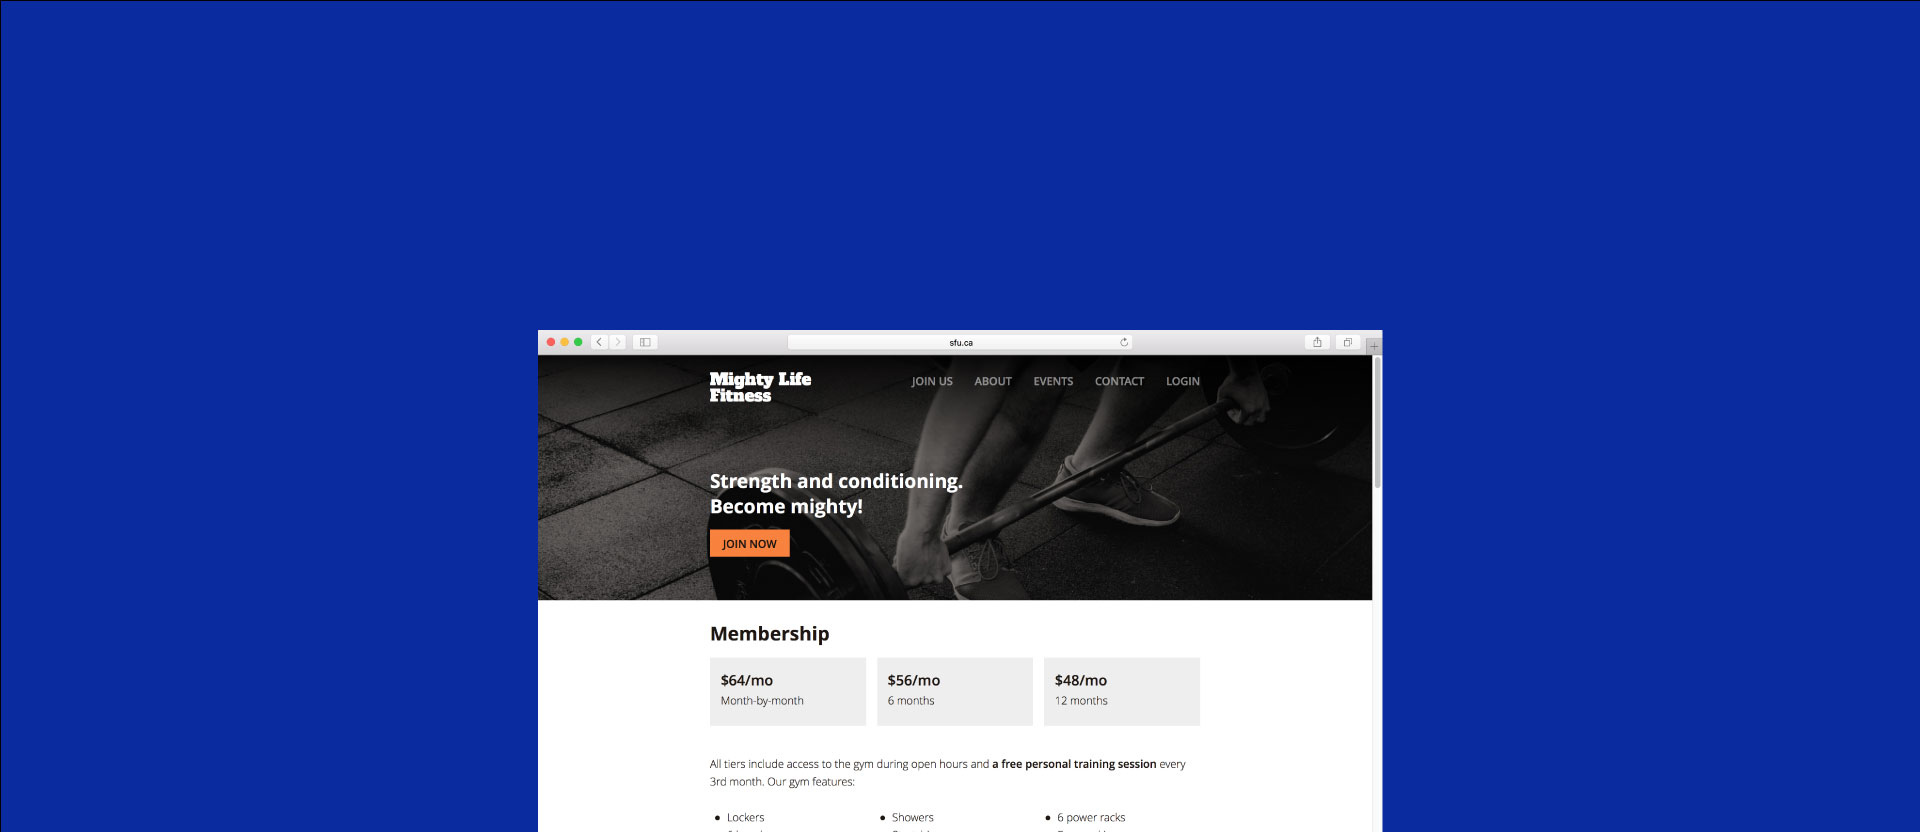 sfu.ca
Mighty Life
Fitness
JOIN US ABOUT EVENTS CONTACT LOGIN
Strength and conditioning.
Become mighty!
JOIN NOW
Membership
$64/mo
Month-by-month
$56/mo
6 months
$48/mo
12 months
All tiers include access to the gym during open hours and a free personal training session every
3rd month. Our gym features:
• Lockers
• Showers
• 6 power racks